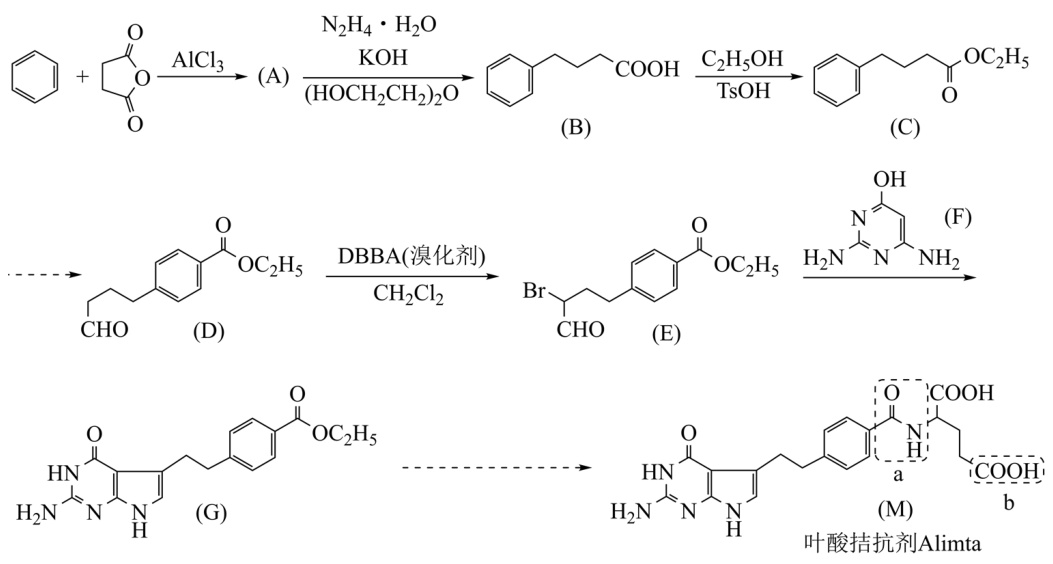 + O O O AlCl₃ (A) N₂H₄·H₂O KOH (HOCH₂CH₂)₂O COOH (B) C₂H₅OH TsOH OC₂H₅ O (C)
O OC₂H₅ CHO (D) DBBA(溴化剂) CH₂Cl₂ O OC₂H₅ Br CHO (E) OH N N H₂N NH₂ (F)
O OC₂H₅ O HN H₂N N N H (G) O COOH N H a COOH b O HN H₂N N N H (M)
叶酸拮抗剂Alimta